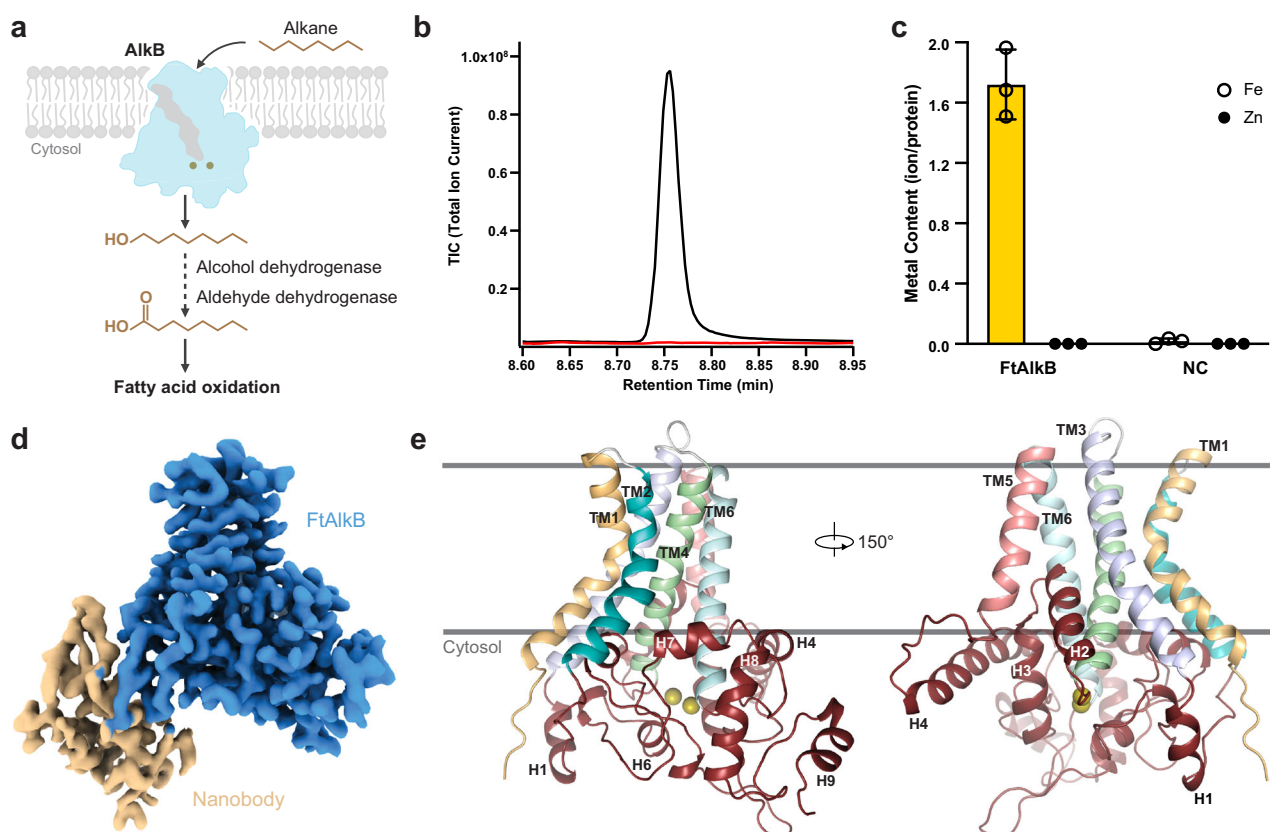 a
Alkane
AlkB
Cytosol
HO
Alcohol dehydrogenase
Aldehyde dehydrogenase
O
HO
Fatty acid oxidation
b
1.0x10⁸
0.8
0.6
0.4
0.2
TIC (Total Ion Current)
8.60 8.65 8.70 8.75 8.80 8.85 8.90 8.95
Retention Time (min)
c
2.0
1.6
1.2
0.8
0.4
0.0
Metal Content (ion/protein)
Fe
Zn
FtAlkB NC
d
FtAlkB
Nanobody
e
TM2
TM1
TM6
TM4
Cytosol
H7
H4
H8
H1
H6
H9
150°
TM3
TM1
TM5
TM6
H2
H3
H4
H1